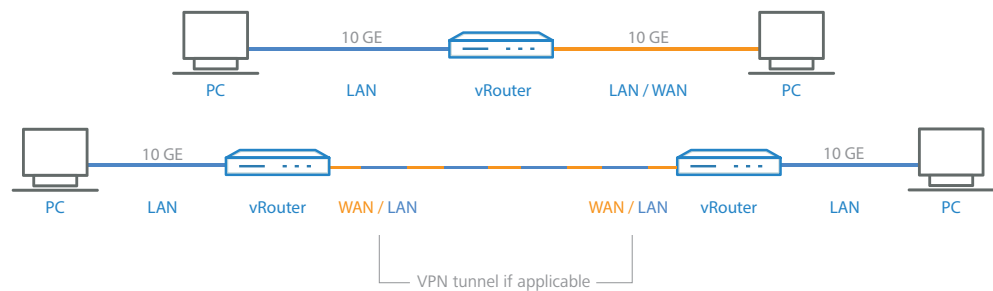 10 GE 10 GE
PC LAN vRouter LAN / WAN PC
10 GE 10 GE
PC LAN vRouter WAN / LAN WAN / LAN vRouter LAN PC
VPN tunnel if applicable